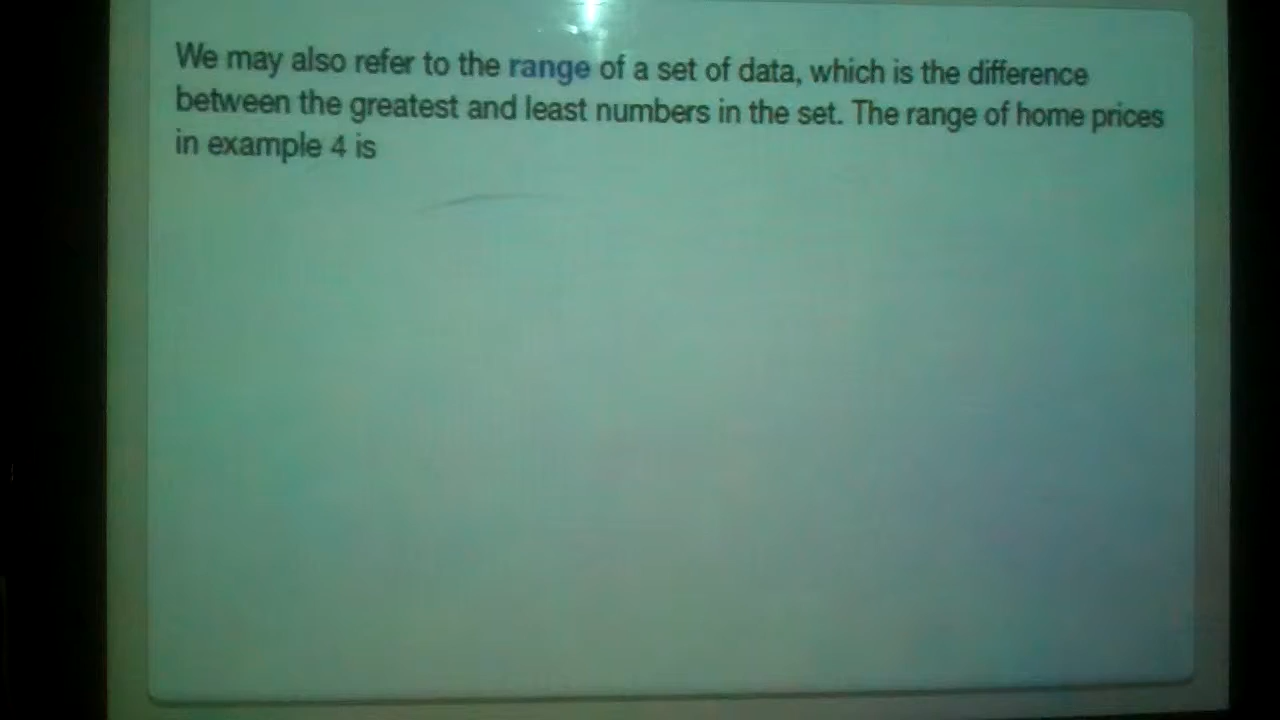 We may also refer to the range of a set of data, which is the difference
between the greatest and least numbers in the set. The range of home prices
in example 4 is